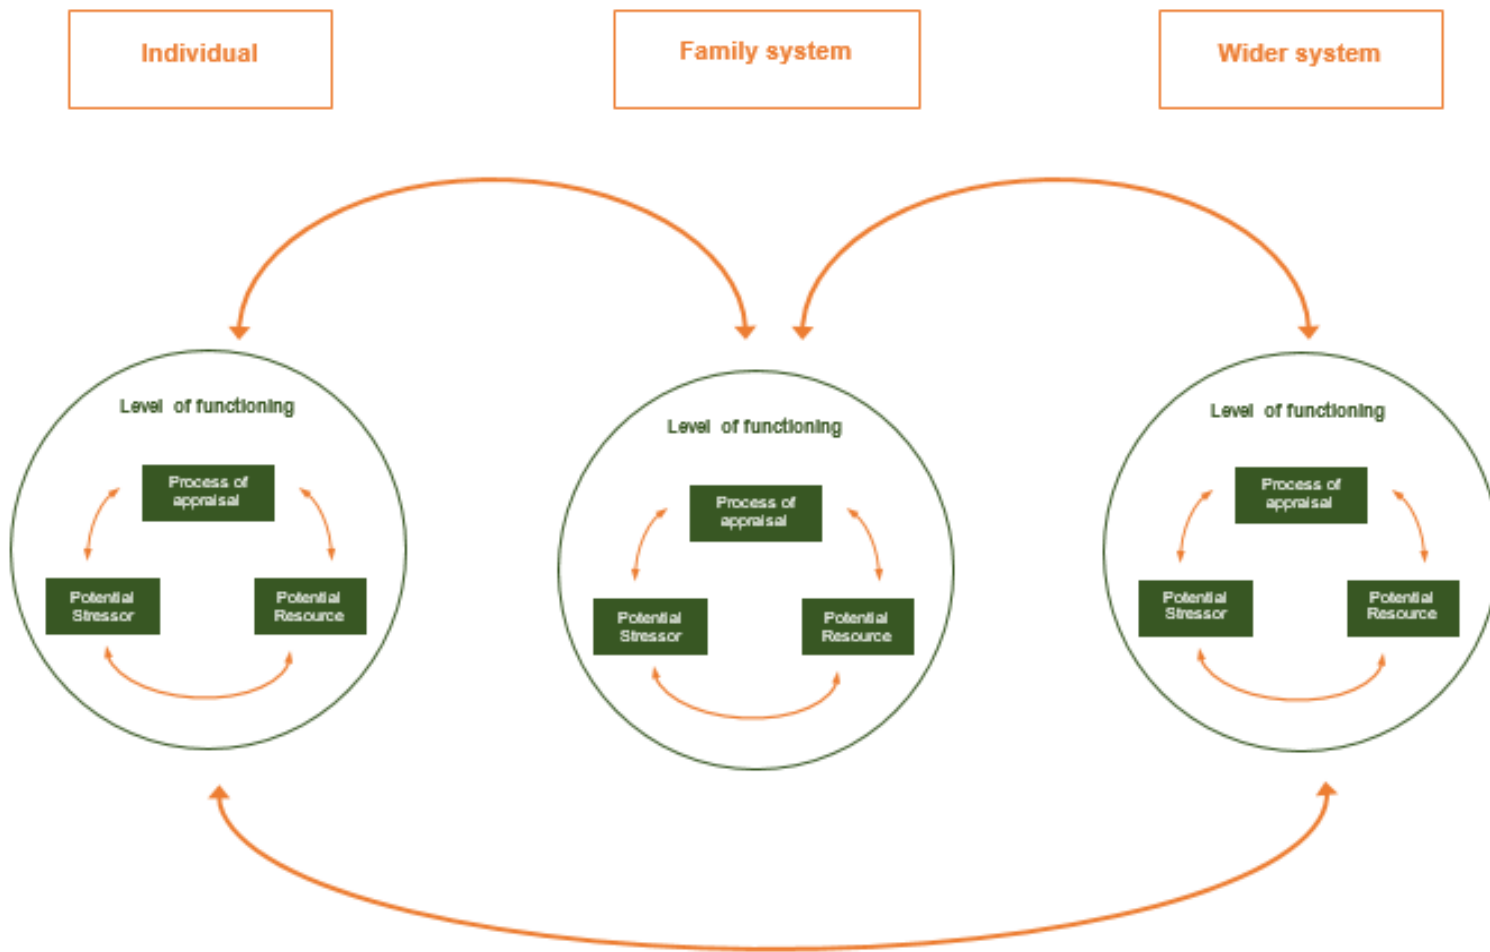 Individual
Family system
Wider system
Level of functioning
Process of
appraisal
Potential
Stressor
Potential
Resource
Level of functioning
Process of
appraisal
Potential
Stressor
Potential
Resource
Level of functioning
Process of
appraisal
Potential
Stressor
Potential
Resource